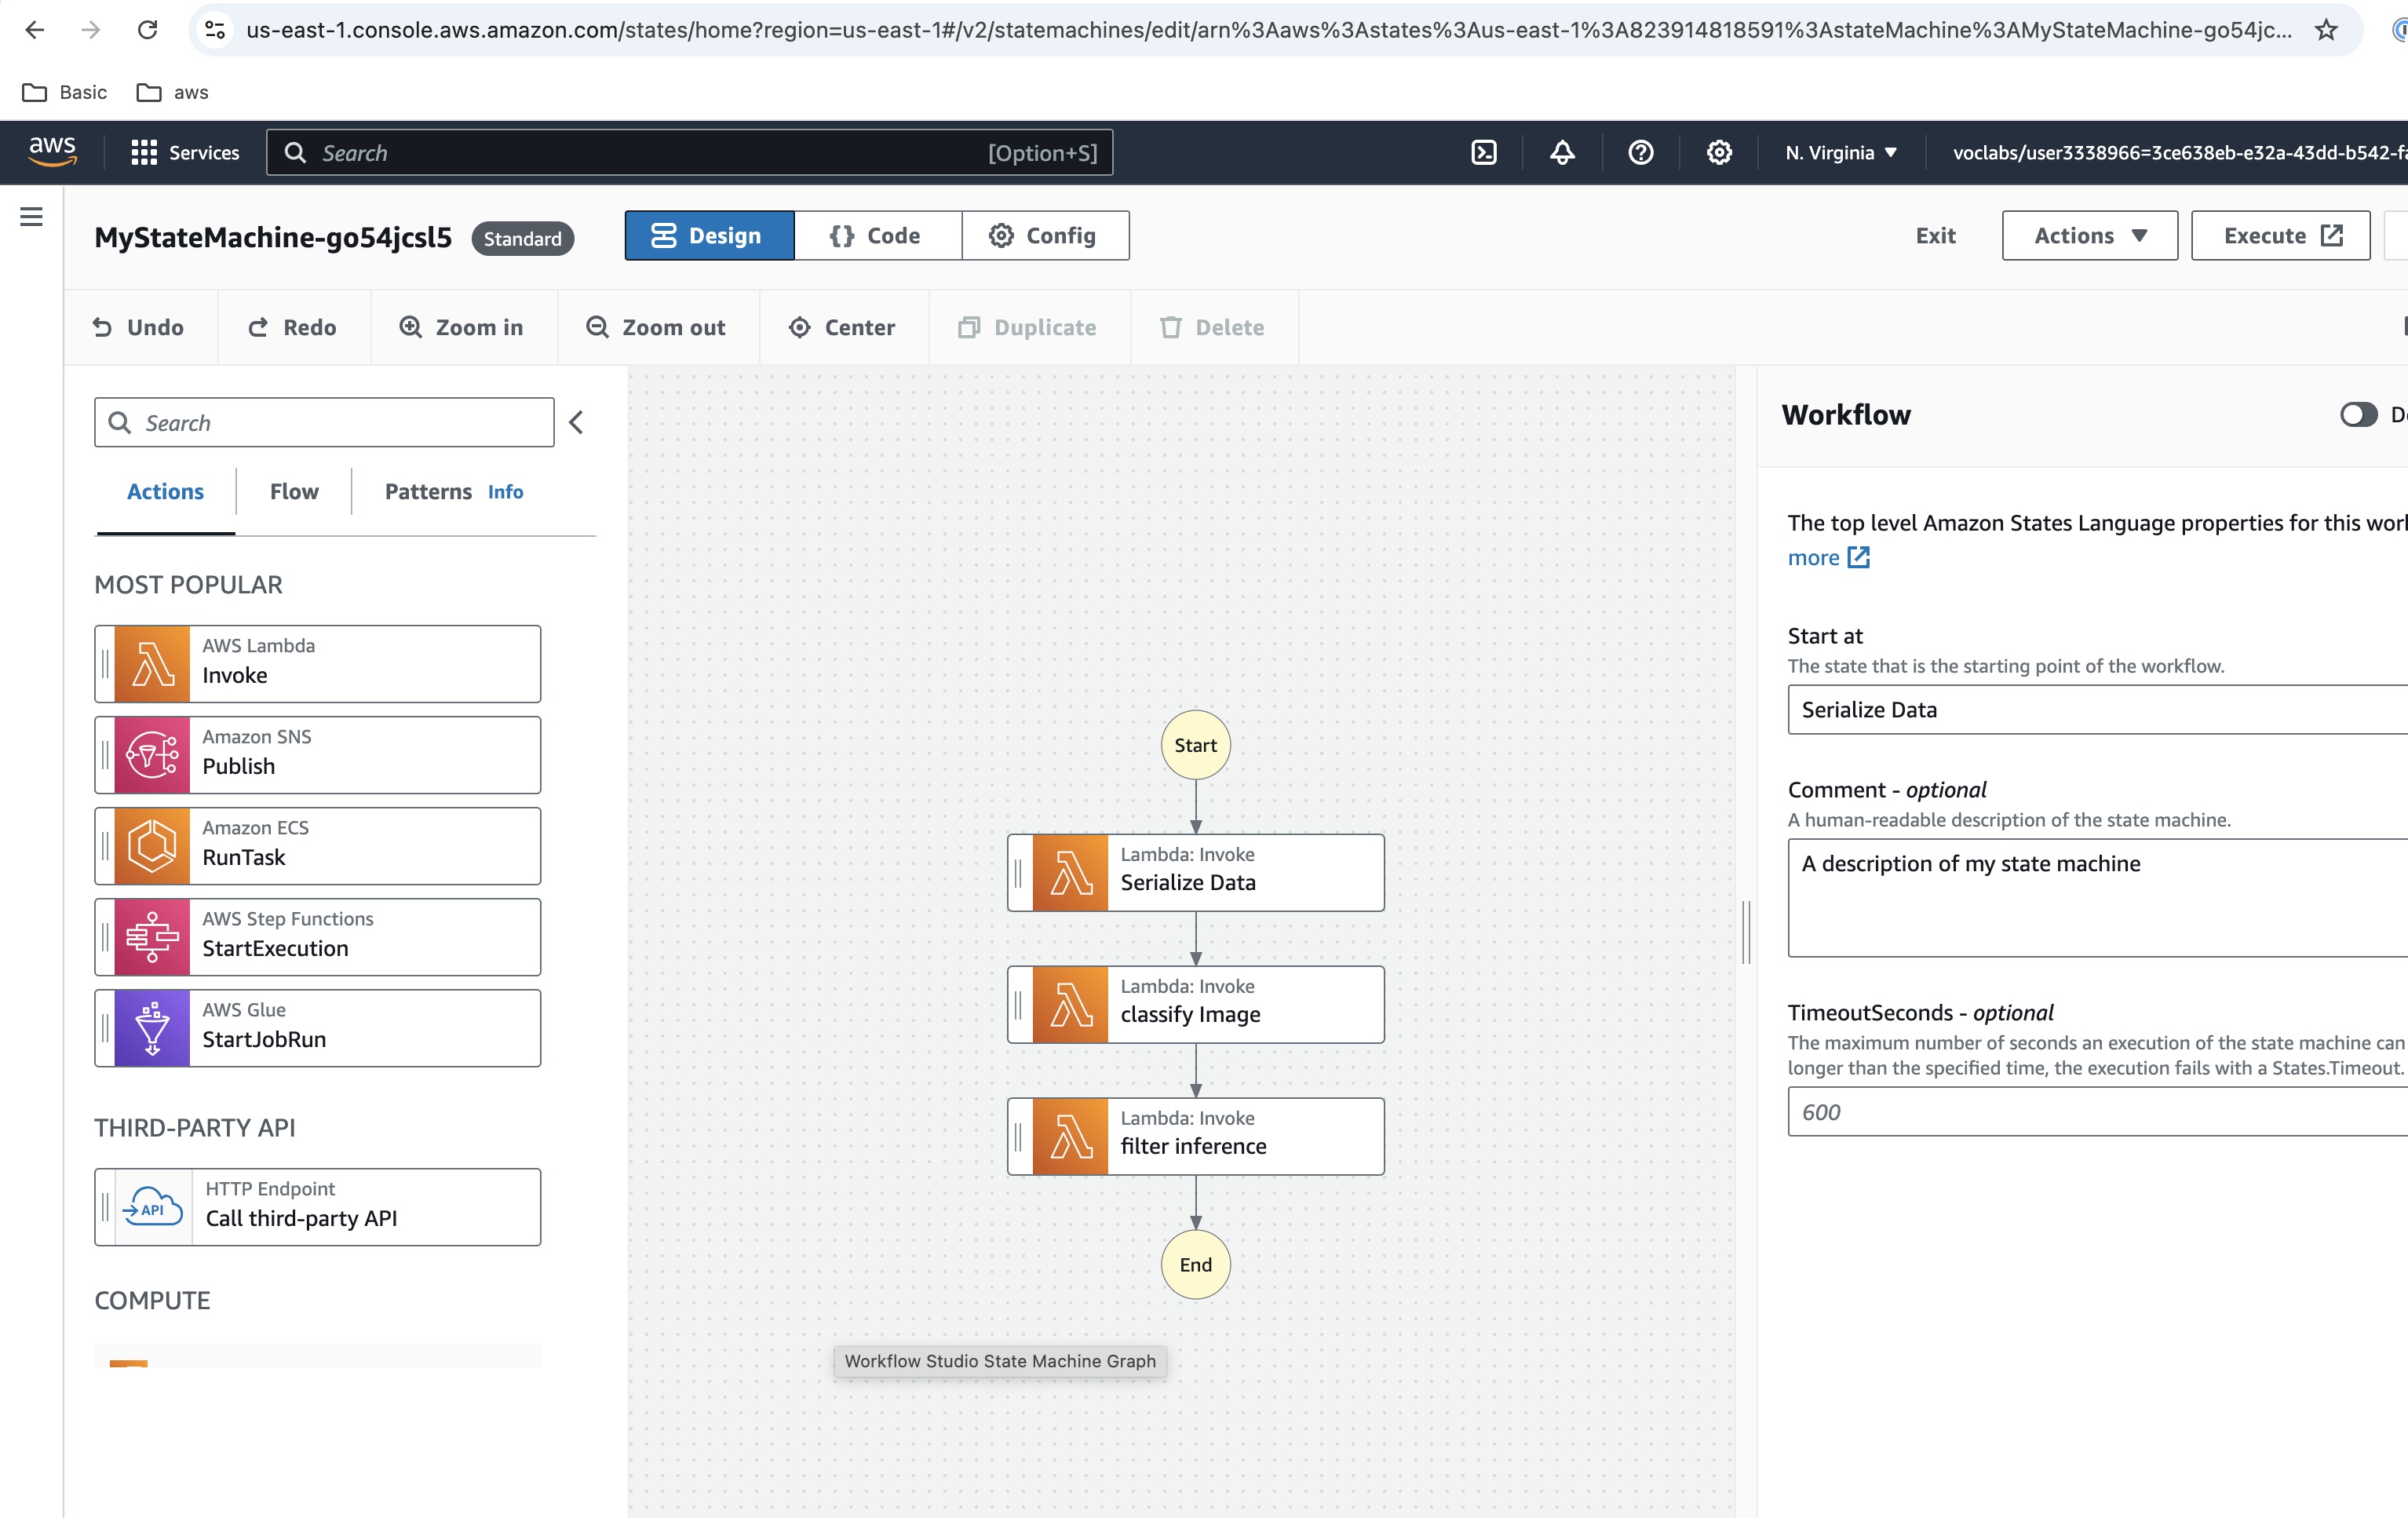 us-east-1.console.aws.amazon.com/states/home?region=us-east-1#/v2/statemachines/edit/arn%3Aaws%3Astates%3Aus-east-1%3A823914818591%3AstateMachine%3AMyStateMachine-go54jc...
Basic aws
aws Services Search [Option+S] N. Virginia voclabs/user3338966=3ce638eb-e32a-43dd-b542-fa
MyStateMachine-go54jcsl5 Standard Design {} Code Config Exit Actions Execute
Undo Redo Zoom in Zoom out Center Duplicate Delete
Search
Actions Flow Patterns Info
MOST POPULAR
AWS Lambda
Invoke
Amazon SNS
Publish
Amazon ECS
RunTask
AWS Step Functions
StartExecution
AWS Glue
StartJobRun
THIRD-PARTY API
API
HTTP Endpoint
Call third-party API
COMPUTE
Start
Lambda: Invoke
Serialize Data
Lambda: Invoke
classify Image
Lambda: Invoke
filter inference
End
Workflow Studio State Machine Graph
Workflow
The top level Amazon States Language properties for this
more
Start at
The state that is the starting point of the workflow.
Serialize Data
Comment - optional
A human-readable description of the state machine.
A description of my state machine
TimeoutSeconds - optional
The maximum number of seconds an execution of the state machine can
longer than the specified time, the execution fails with a States.Timeout.
600